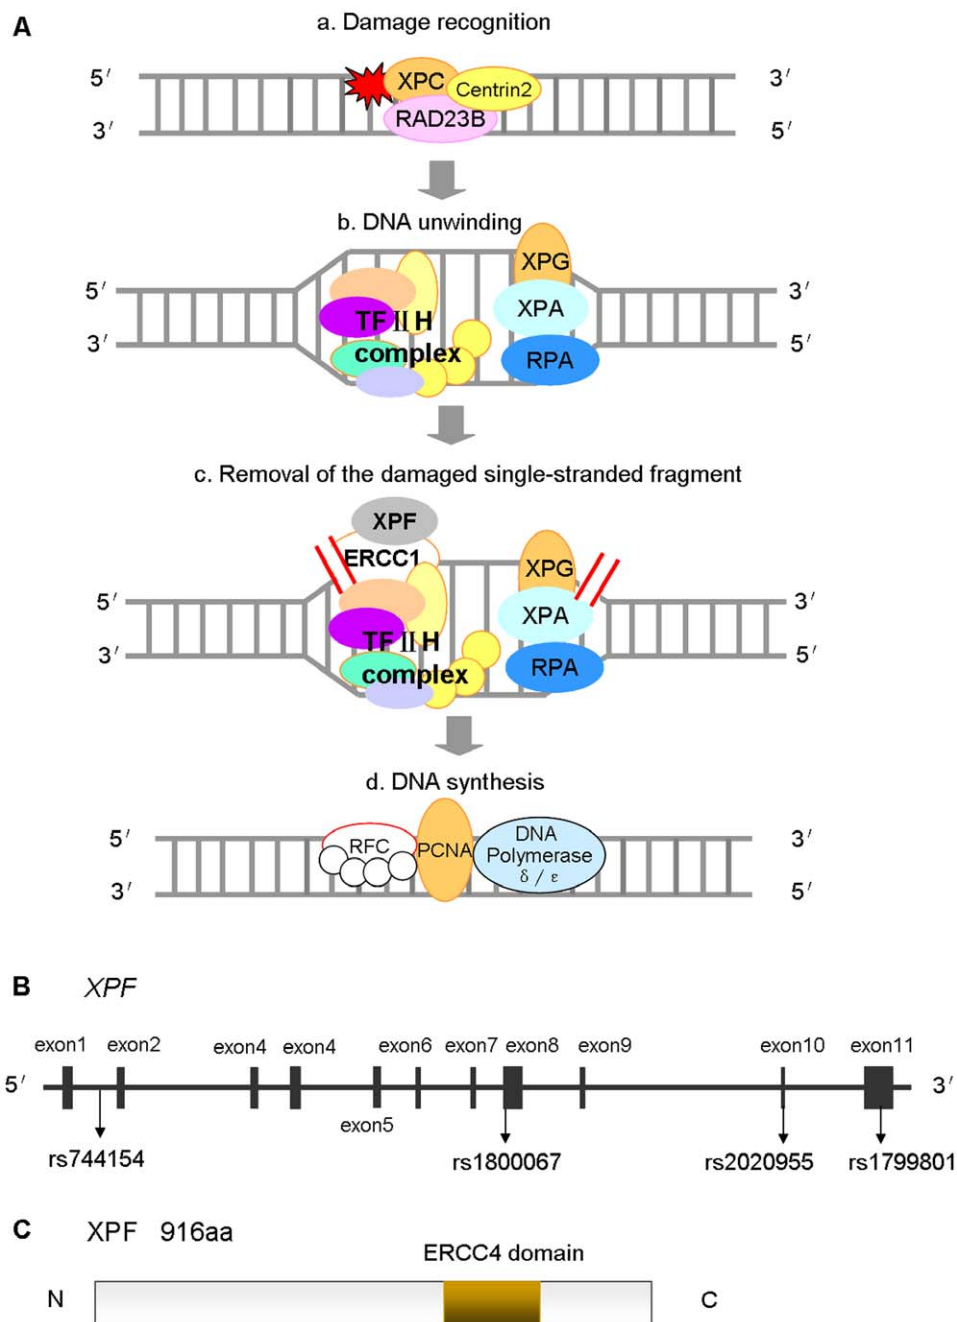 A
a. Damage recognition
5′ XPC Centrin2 3′
3′ RAD23B 5′
b. DNA unwinding
XPG
5′ 3′
TFⅡH XPA
3′ complex RPA 5′
c. Removal of the damaged single-stranded fragment
XPF
ERCC1 XPG
5′ XPA 3′
TFⅡH
3′ complex RPA 5′
d. DNA synthesis
5′ DNA 3′
RFC PCNA Polymerase
δ / ε
3′ 5′
B XPF
exon1 exon2 exon4 exon4 exon6 exon7 exon8 exon9 exon10 exon11
5′ 3′
exon5
rs744154 rs1800067 rs2020955 rs1799801
C XPF 916aa
ERCC4 domain
N C